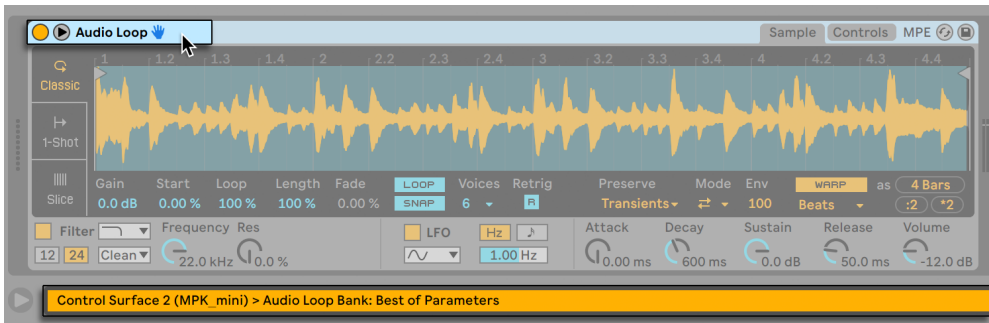 Audio Loop
Sample Controls MPE
1 1.2 1.3 1.4 2 2.2 2.3 2.4 3 3.2 3.3 3.4 4 4.2 4.3 4.4
Classic
1-Shot
Slice
Gain Start Loop Length Fade LOOP Voices Retrig Preserve Mode Env WARP as 4 Bars
0.0 dB 0.00 % 100 % 100 % 0.00 % SNAP 6 R Transients 100 Beats :2 *2
Filter Frequency Res LFO Hz Attack Decay Sustain Release Volume
12 24 Clean 22.0 kHz 0.0 % 1.00 Hz 0.00 ms 600 ms 0.0 dB 50.0 ms -12.0 dB
Control Surface 2 (MPK_mini) > Audio Loop Bank: Best of Parameters